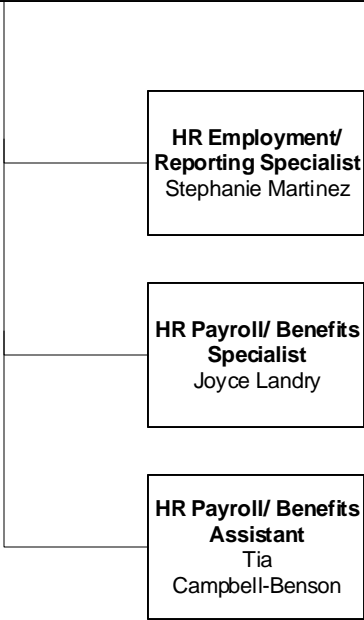 HR Employment/
Reporting Specialist
Stephanie Martinez
HR Payroll/ Benefits
Specialist
Joyce Landry
HR Payroll/ Benefits
Assistant
Tia
Campbell-Benson